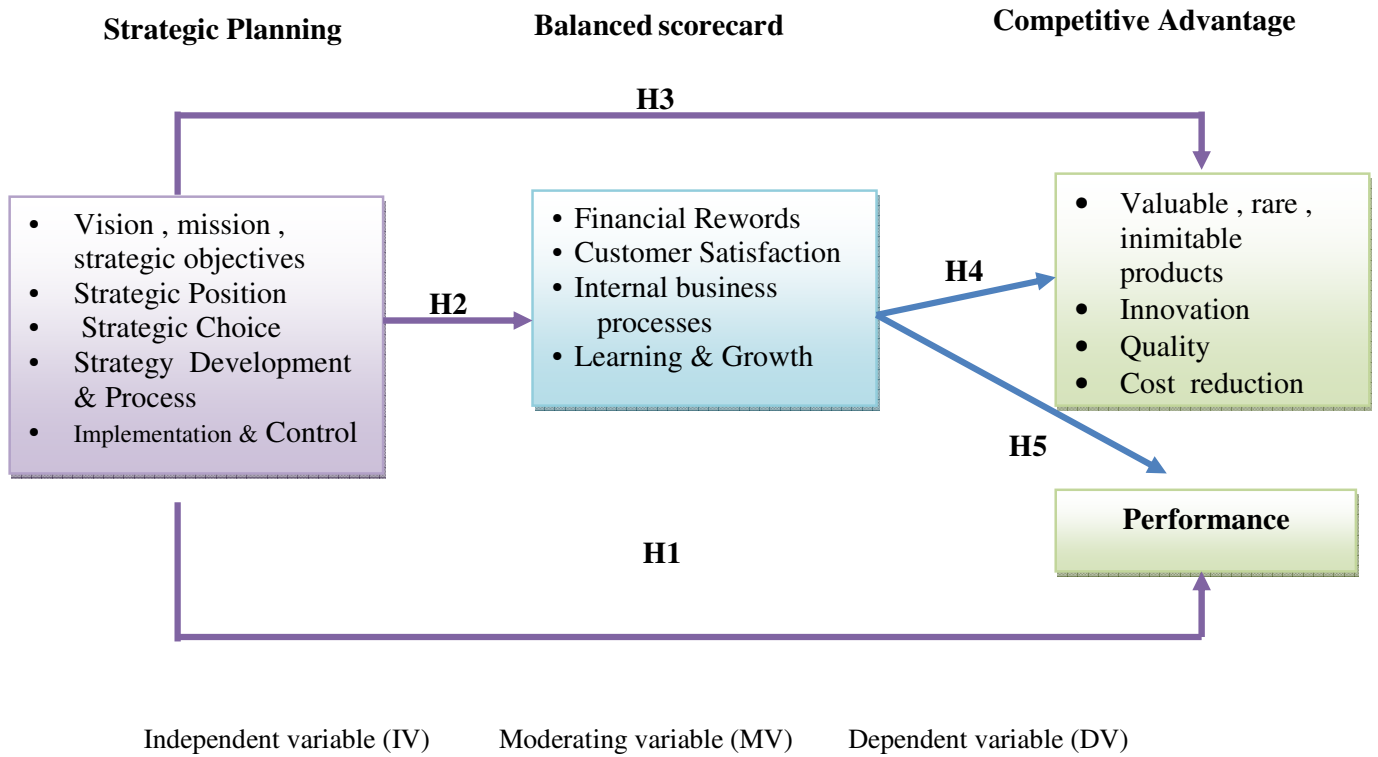 Strategic Planning
Balanced scorecard
Competitive Advantage
H3
• Vision , mission ,
strategic objectives
• Strategic Position
• Strategic Choice
• Strategy Development
& Process
• Implementation & Control
H2
• Financial Rewords
• Customer Satisfaction
• Internal business
processes
• Learning & Growth
H4
H5
• Valuable , rare ,
inimitable
products
• Innovation
• Quality
• Cost reduction
Performance
H1
Independent variable (IV)
Moderating variable (MV)
Dependent variable (DV)